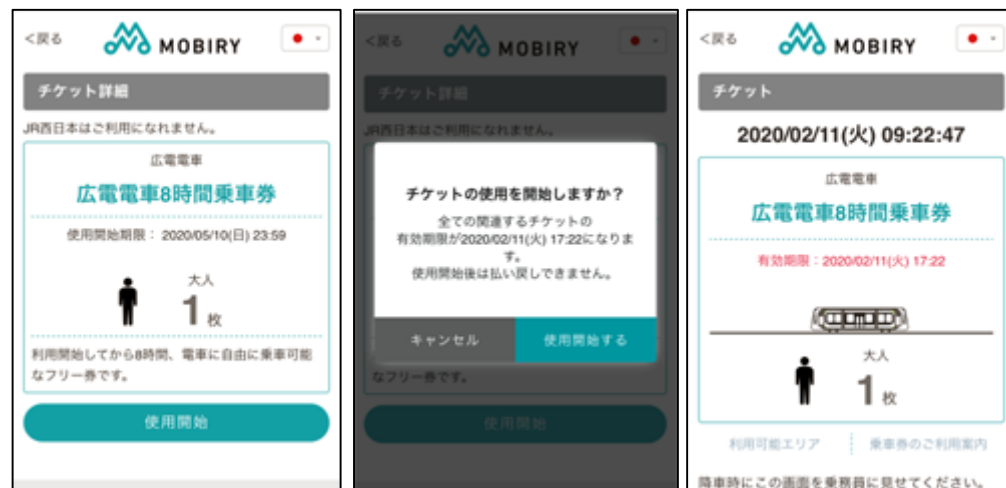 <戻る
MOBIRY
チケット詳細
JR西日本はご利用になれません。
広電電車
広電電車8時間乗車券
使用開始期限： 2020/05/10(日) 23:59
大人
1枚
利用開始してから8時間、電車に自由に乗車可能
なフリー券です。
使用開始
<戻る
MOBIRY
チケット詳細
JR西日本はご利用になれません。
チケットの使用を開始しますか？
全ての関連するチケットの
有効期限が2020/02/11(火) 17:22になりま
す。
使用開始後は払い戻しできません。
キャンセル
使用開始する
なフリー券です。
使用開始
<戻る
MOBIRY
チケット
2020/02/11(火) 09:22:47
広電電車
広電電車8時間乗車券
有効期限：2020/02/11(火) 17:22
大人
1枚
利用可能エリア
乗車券のご利用案内
降車時にこの画面を乗務員に見せてください。